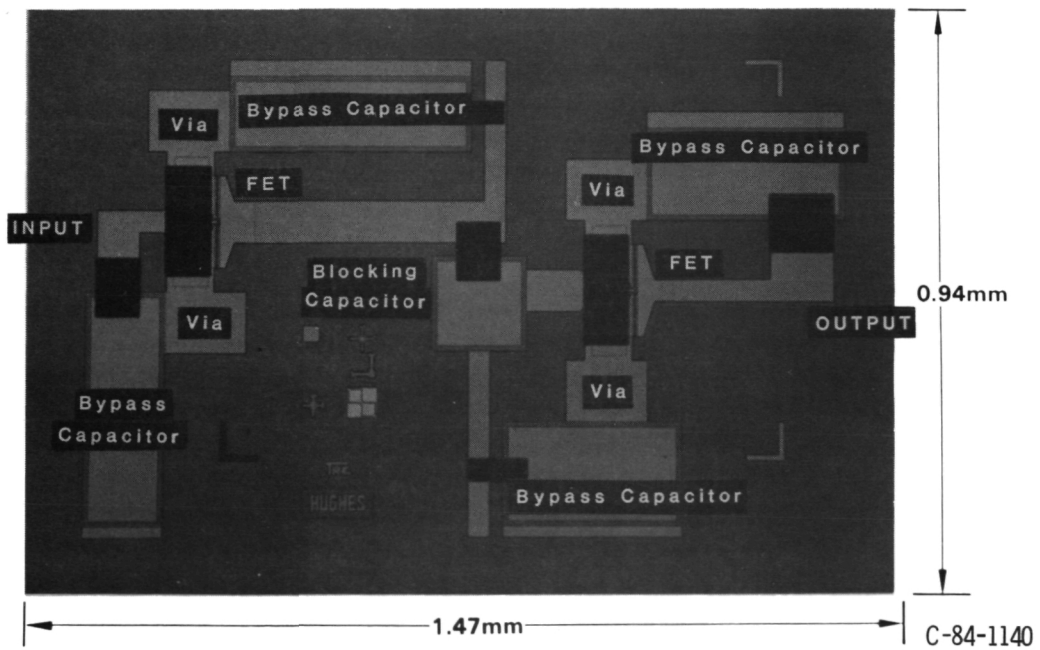 Bypass Capacitor
Via
Bypass Capacitor
FET
Via
INPUT
FET
Blocking
Capacitor
0.94mm
Via
OUTPUT
Via
Bypass
Capacitor
HUGHES
Bypass Capacitor
1.47mm
C-84-1140